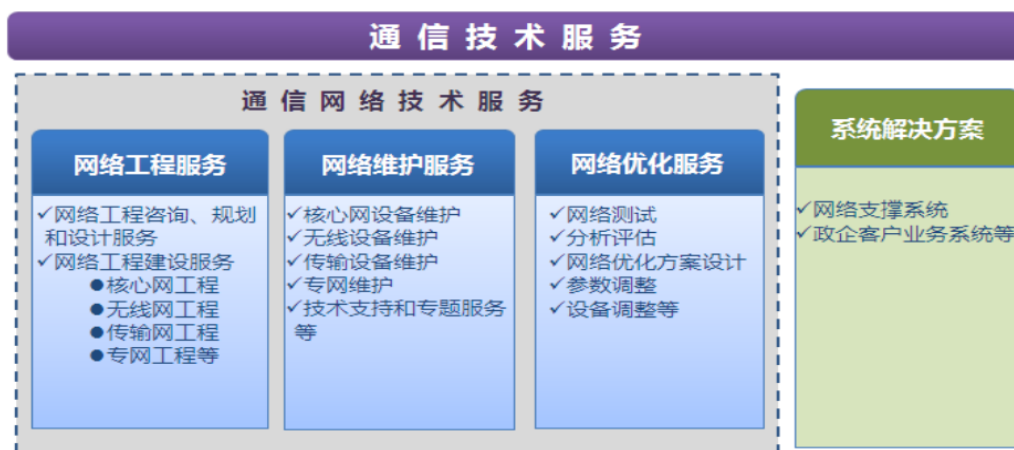 通信技术服务
通信网络技术服务
网络工程服务
✓网络工程咨询、规划
和设计服务
✓网络工程建设服务
●核心网工程
●无线网工程
●传输网工程
●专网工程等
网络维护服务
✓核心网设备维护
✓无线设备维护
✓传输设备维护
✓专网维护
✓技术支持和专题服务
等
网络优化服务
✓网络测试
✓分析评估
✓网络优化方案设计
✓参数调整
✓设备调整等
系统解决方案
✓网络支撑系统
✓政企客户业务系统等